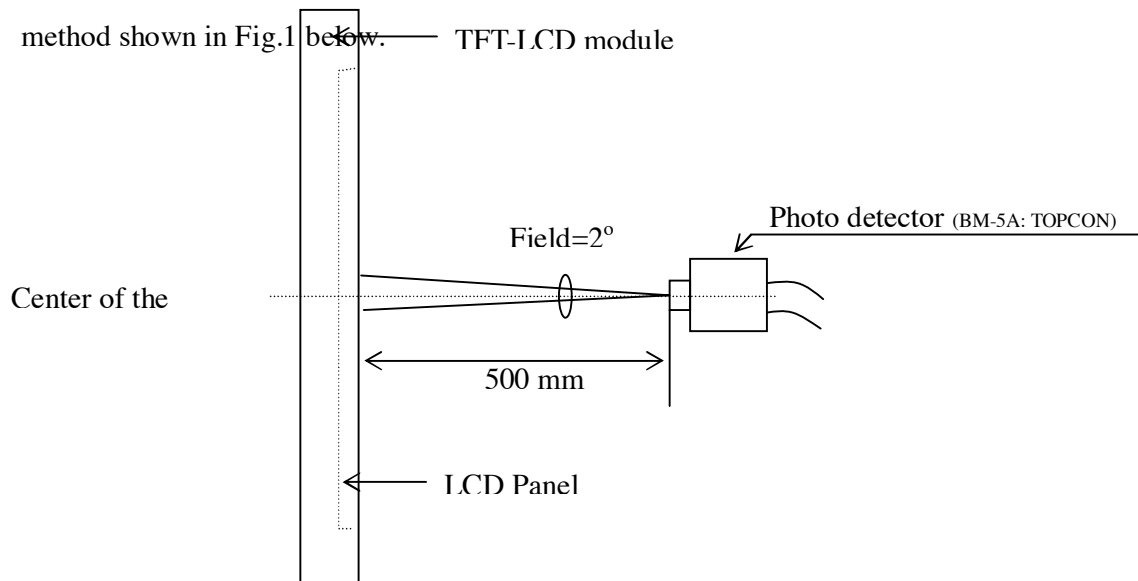 method shown in Fig.1 below.
TFT-LCD module
Photo detector (BM-5A: TOPCON)
Field=2°
Center of the
500 mm
LCD Panel